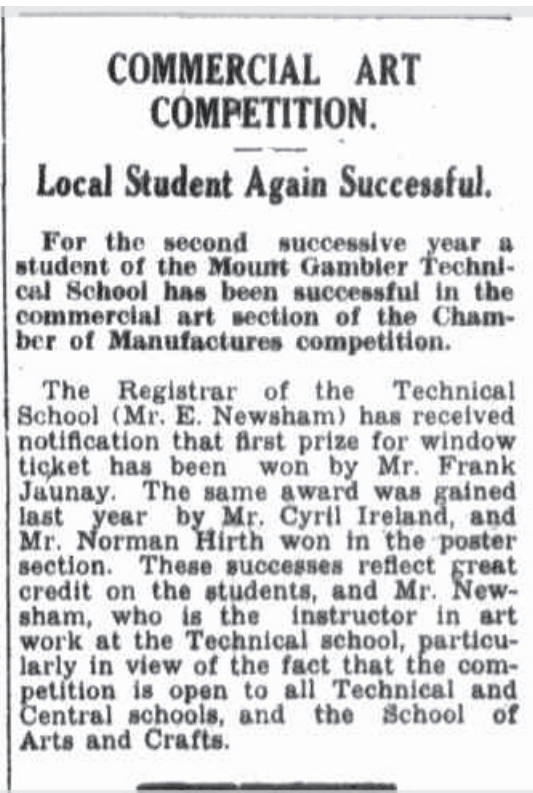 COMMERCIAL ART
COMPETITION.
Local Student Again Successful.
For the second successive year a
student of the Mount Gambier Techni-
cal School has been successful in the
commercial art section of the Cham-
ber of Manufactures competition.
The Registrar of the Technical
School (Mr. E. Newsham) has received
notification that first prize for window
ticket has been won by Mr. Frank
Jaunay. The same award was gained
last year by Mr. Cyril Ireland, and
Mr. Norman Hirth won in the poster
section. These successes reflect great
credit on the students, and Mr. New-
sham, who is the instructor in art
work at the Technical school, particu-
larly in view of the fact that the com-
petition is open to all Technical and
Central schools, and the School of
Arts and Crafts.